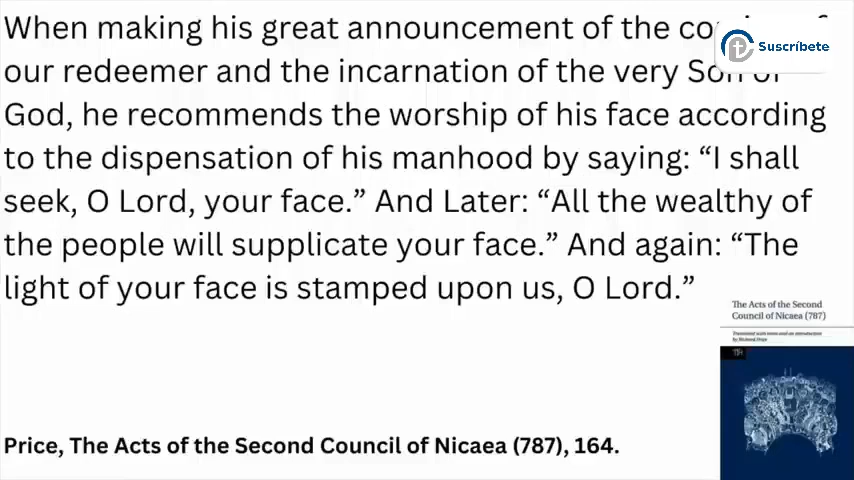 When making his great announcement of the
our redeemer and the incarnation of the very Son of
God, he recommends the worship of his face according
to the dispensation of his manhood by saying: “I shall
seek, O Lord, your face.” And Later: “All the wealthy of
the people will supplicate your face.” And again: “The
light of your face is stamped upon us, O Lord.”
Suscríbete
The Acts of the Second
Council of Nicaea (787)
Price, The Acts of the Second Council of Nicaea (787), 164.